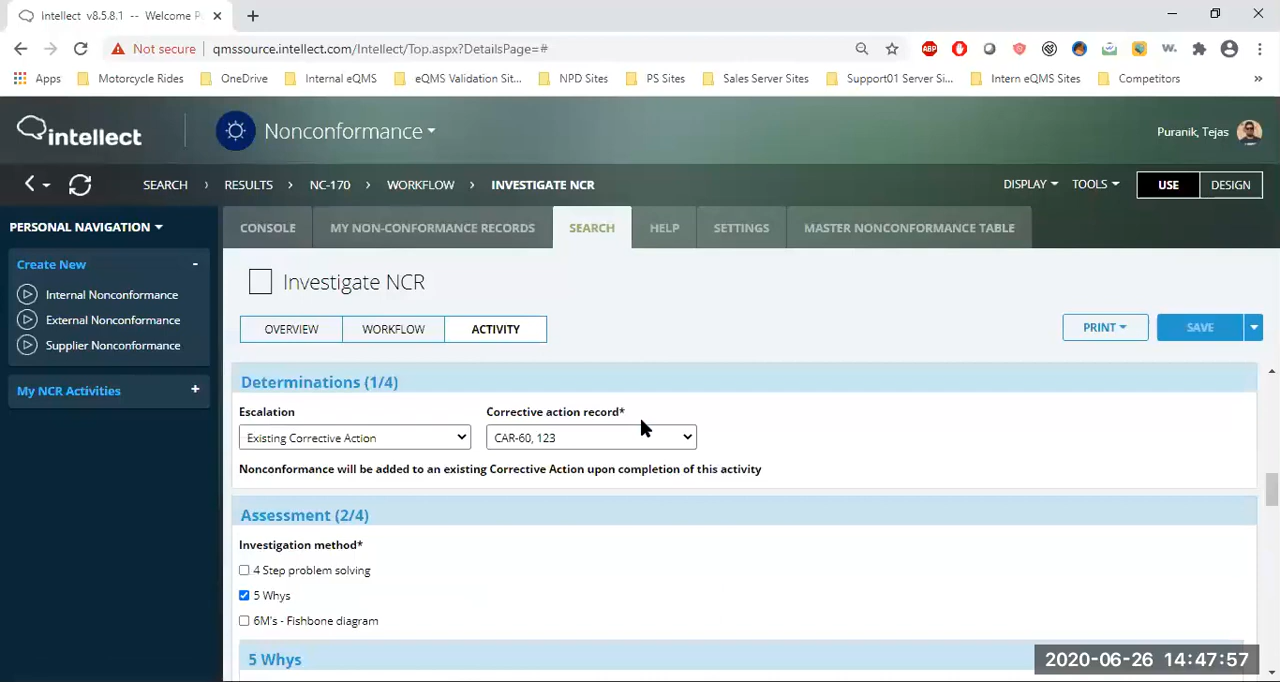 Intellect v8.5.8.1 -- Welcome P
Not secure qmssource.intellect.com/Intellect/Top.aspx?DetailsPage=#
ABP W.
Apps Motorcycle Rides OneDrive Internal eQMS eQMS Validation Sit... NPD Sites PS Sites Sales Server Sites Support01 Server Si... Intern eQMS Sites Competitors »
intellect Nonconformance Puranik, Tejas
SEARCH RESULTS NC-170 WORKFLOW INVESTIGATE NCR DISPLAY TOOLS USE DESIGN
PERSONAL NAVIGATION CONSOLE MY NON-CONFORMANCE RECORDS SEARCH HELP SETTINGS MASTER NONCONFORMANCE TABLE
Create New -
Internal Nonconformance
External Nonconformance
Supplier Nonconformance
My NCR Activities +
Investigate NCR
OVERVIEW WORKFLOW ACTIVITY PRINT SAVE
Determinations (1/4)
Escalation Corrective action record*
Existing Corrective Action CAR-60, 123
Nonconformance will be added to an existing Corrective Action upon completion of this activity
Assessment (2/4)
Investigation method*
4 Step problem solving
5 Whys
6M's - Fishbone diagram
5 Whys
2020-06-26 14:47:57